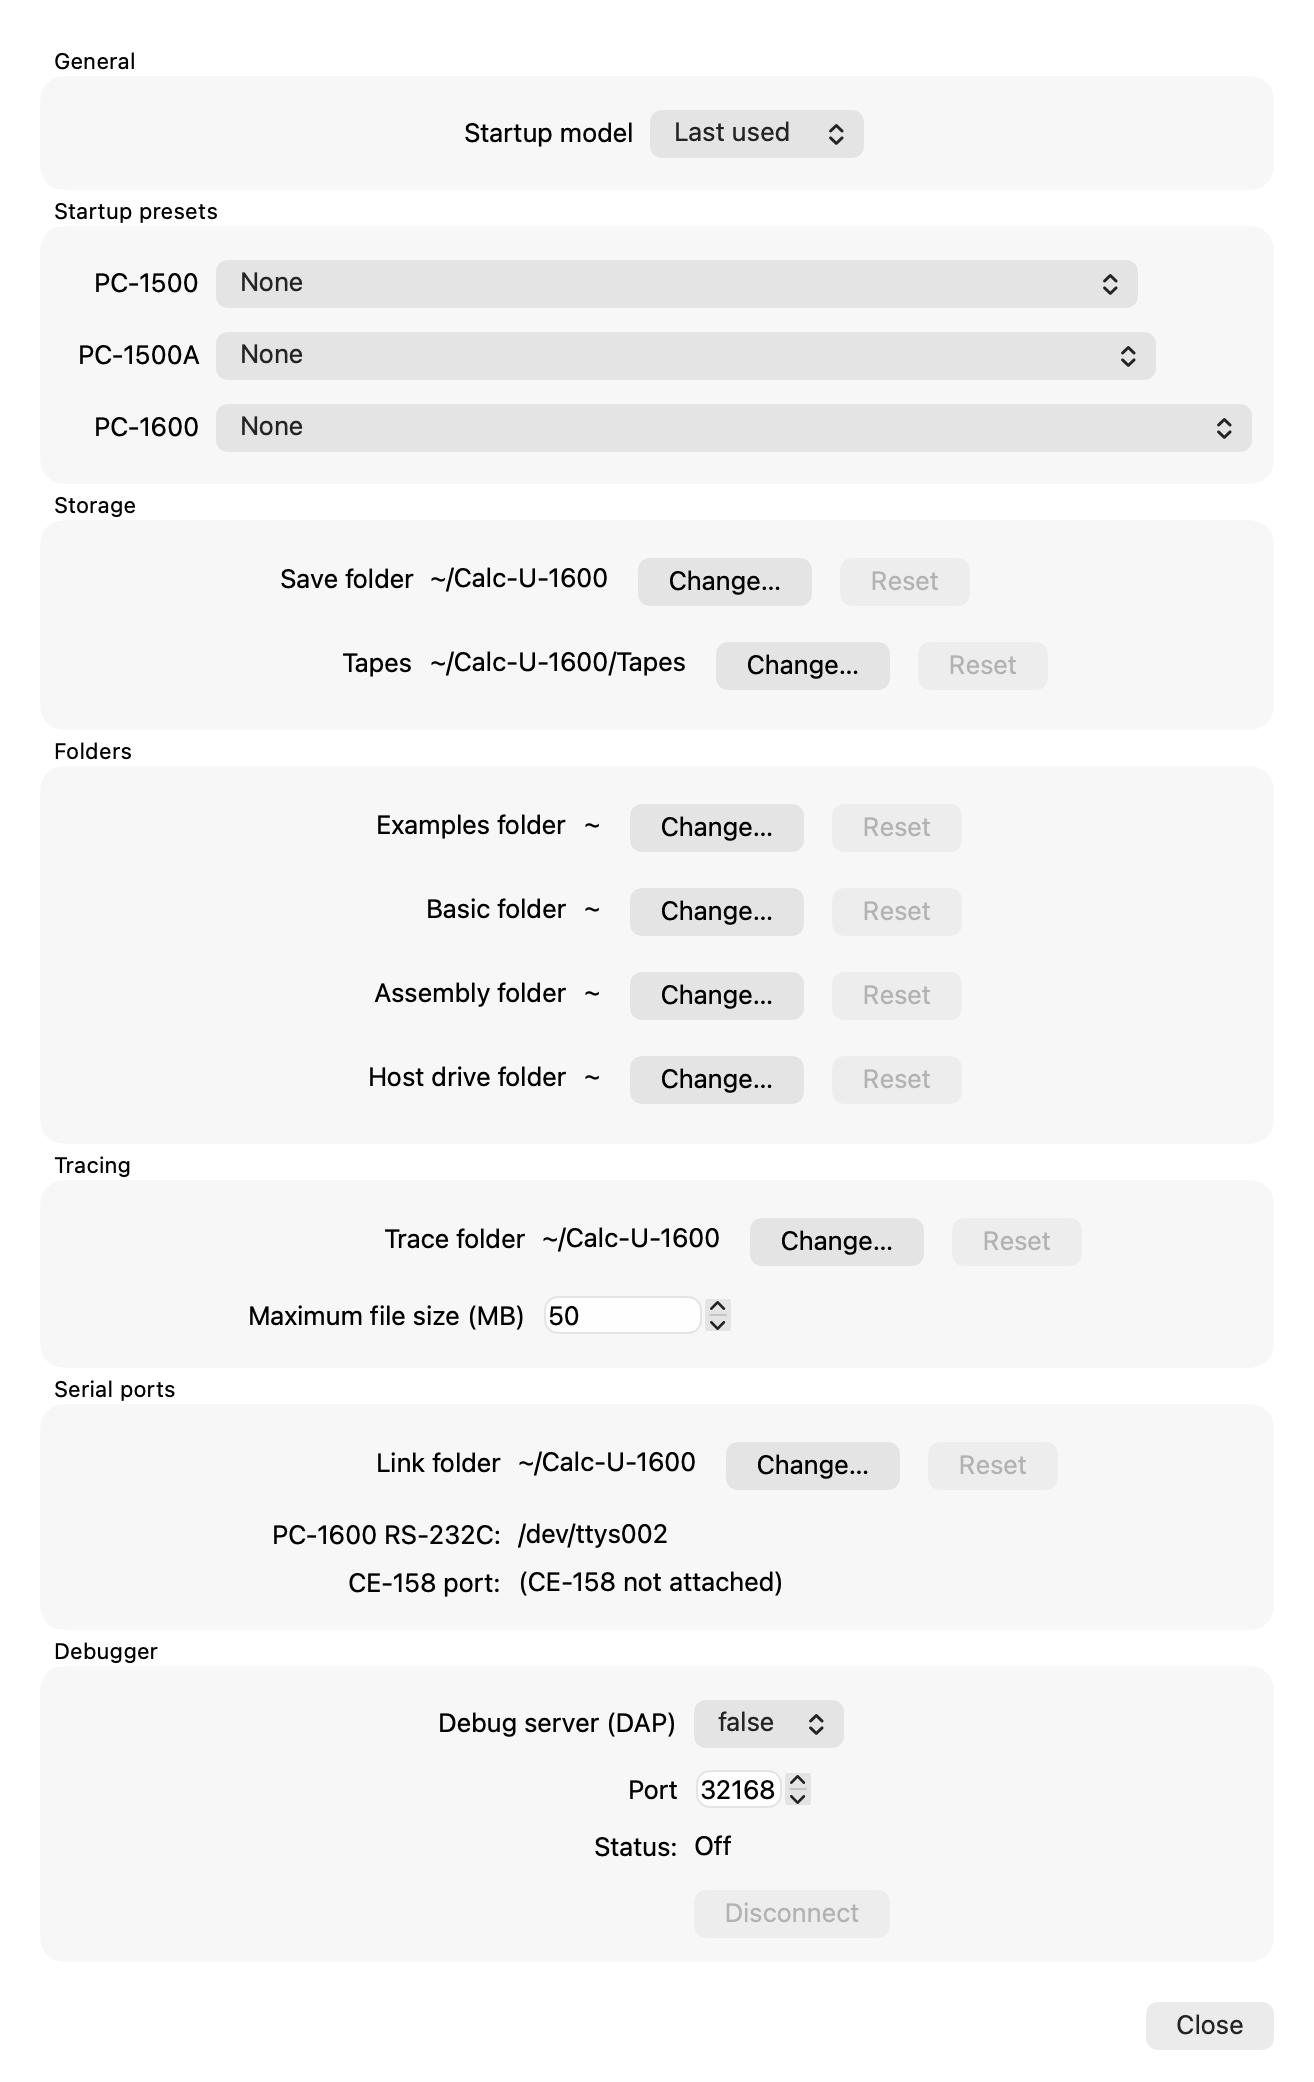 General
Startup model Last used
Startup presets
PC-1500 None
PC-1500A None
PC-1600 None
Storage
Save folder ~/Calc-U-1600 Change... Reset
Tapes ~/Calc-U-1600/Tapes Change... Reset
Folders
Examples folder ~ Change... Reset
Basic folder ~ Change... Reset
Assembly folder ~ Change... Reset
Host drive folder ~ Change... Reset
Tracing
Trace folder ~/Calc-U-1600 Change... Reset
Maximum file size (MB) 50
Serial ports
Link folder ~/Calc-U-1600 Change... Reset
PC-1600 RS-232C: /dev/ttys002
CE-158 port: (CE-158 not attached)
Debugger
Debug server (DAP) false
Port 32168
Status: Off
Disconnect
Close